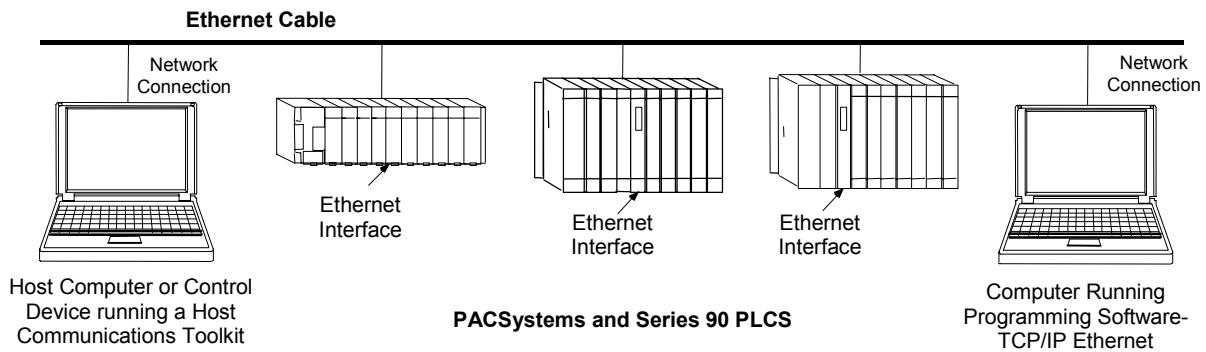 Ethernet Cable
Network
Connection
Network
Connection
Ethernet
Interface
Ethernet
Interface
Ethernet
Interface
Host Computer or Control
Device running a Host
Communications Toolkit
PACSystems and Series 90 PLCS
Computer Running
Programming Software-
TCP/IP Ethernet